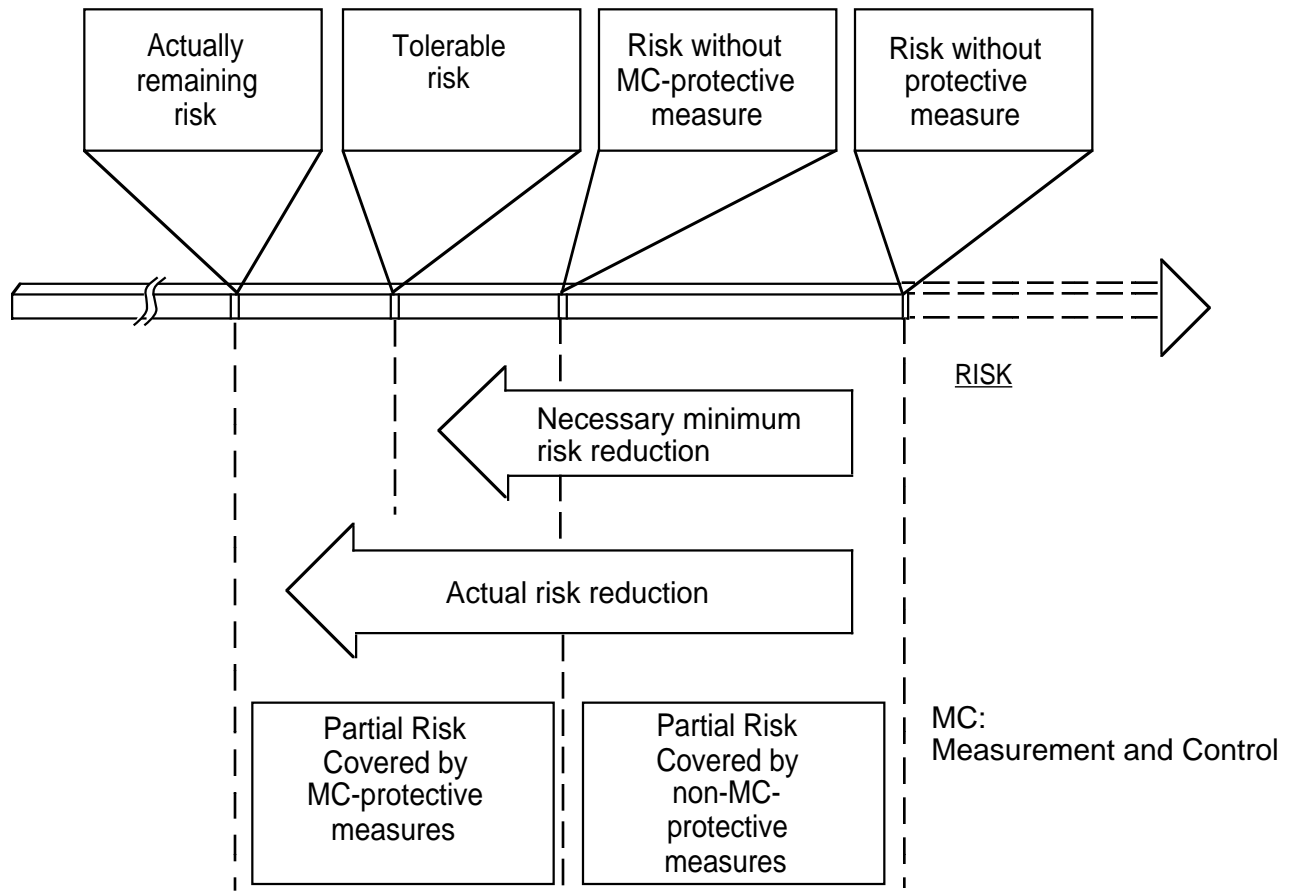 Actually
remaining
risk
Tolerable
risk
Risk without
MC-protective
measure
Risk without
protective
measure
RISK
Necessary minimum
risk reduction
Actual risk reduction
Partial Risk
Covered by
MC-protective
measures
Partial Risk
Covered by
non-MC-
protective
measures
MC:
Measurement and Control